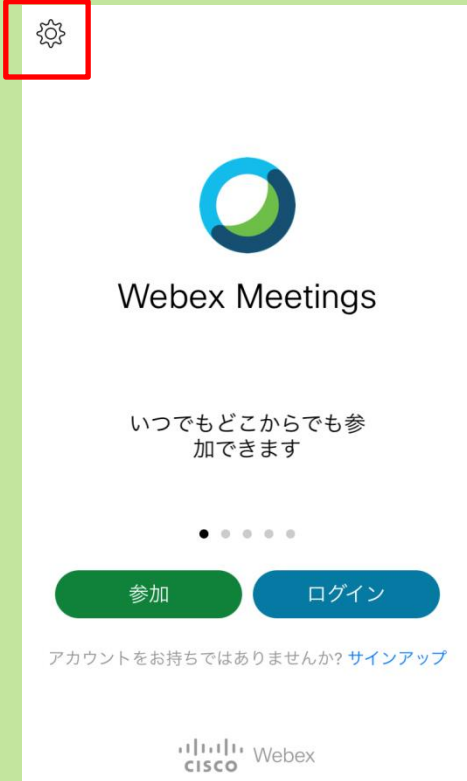 Webex Meetings
いつでもどこからでも参
加できます
参加
ログイン
アカウントをお持ちではありませんか? サインアップ
CISCO Webex